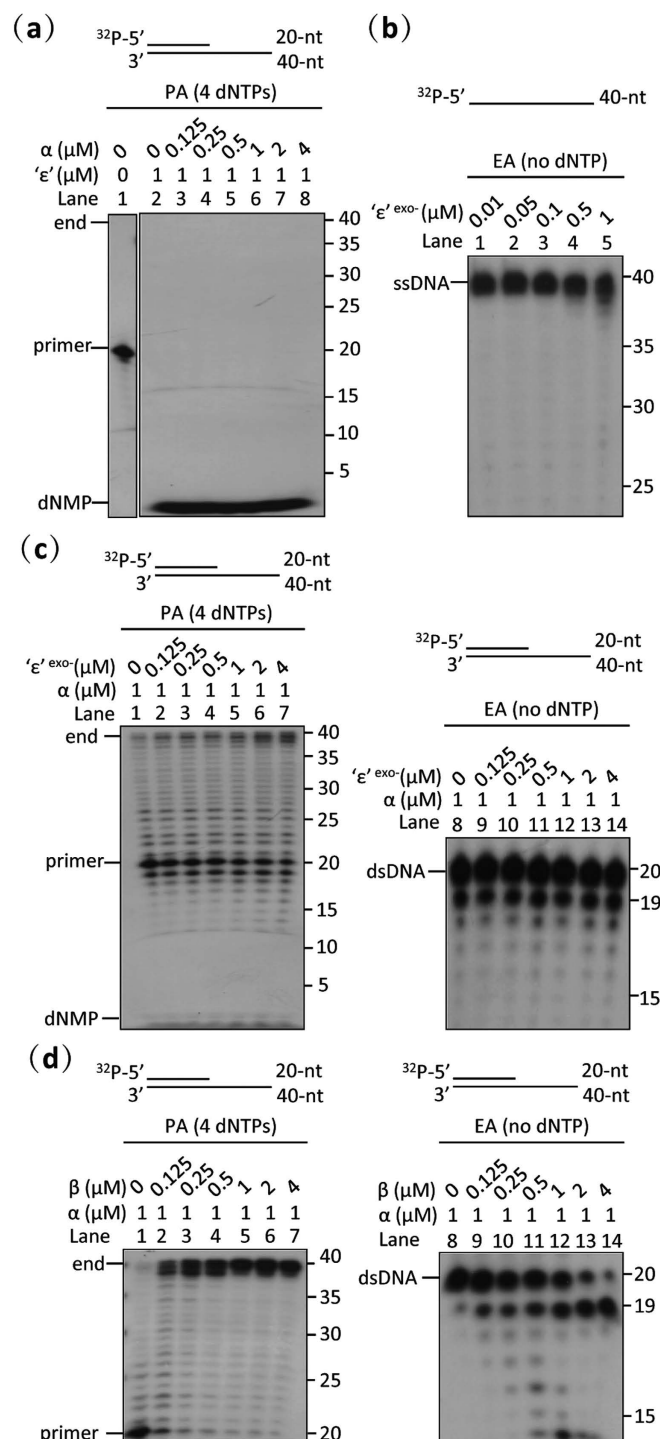 (a)
³²P-5' 20-nt
3' 40-nt
PA (4 dNTPs)
α (μM) 0 0 0.125 0.25 0.5 1 2 4
'ε' (μM) 0 1 1 1 1 1 1 1
Lane 1 2 3 4 5 6 7 8
end 40
35
30
25
primer 20
15
10
5
dNMP
(b)
³²P-5' 40-nt
EA (no dNTP)
'ε' exo- (μM) 0.01 0.05 0.1 0.5 1
Lane 1 2 3 4 5
ssDNA 40
35
30
25
(c)
³²P-5' 20-nt
3' 40-nt
PA (4 dNTPs)
'ε' exo- (μM) 0 0.125 0.25 0.5 1 2 4
α (μM) 1 1 1 1 1 1 1
Lane 1 2 3 4 5 6 7
end 40
35
30
25
primer 20
15
10
5
dNMP
³²P-5' 20-nt
3' 40-nt
EA (no dNTP)
'ε' exo- (μM) 0 0.125 0.25 0.5 1 2 4
α (μM) 1 1 1 1 1 1 1
Lane 8 9 10 11 12 13 14
dsDNA 20
19
15
(d)
³²P-5' 20-nt
3' 40-nt
PA (4 dNTPs)
β (μM) 0 0.125 0.25 0.5 1 2 4
α (μM) 1 1 1 1 1 1 1
Lane 1 2 3 4 5 6 7
end 40
35
30
25
primer 20
³²P-5' 20-nt
3' 40-nt
EA (no dNTP)
β (μM) 0 0.125 0.25 0.5 1 2 4
α (μM) 1 1 1 1 1 1 1
Lane 8 9 10 11 12 13 14
dsDNA 20
19
15